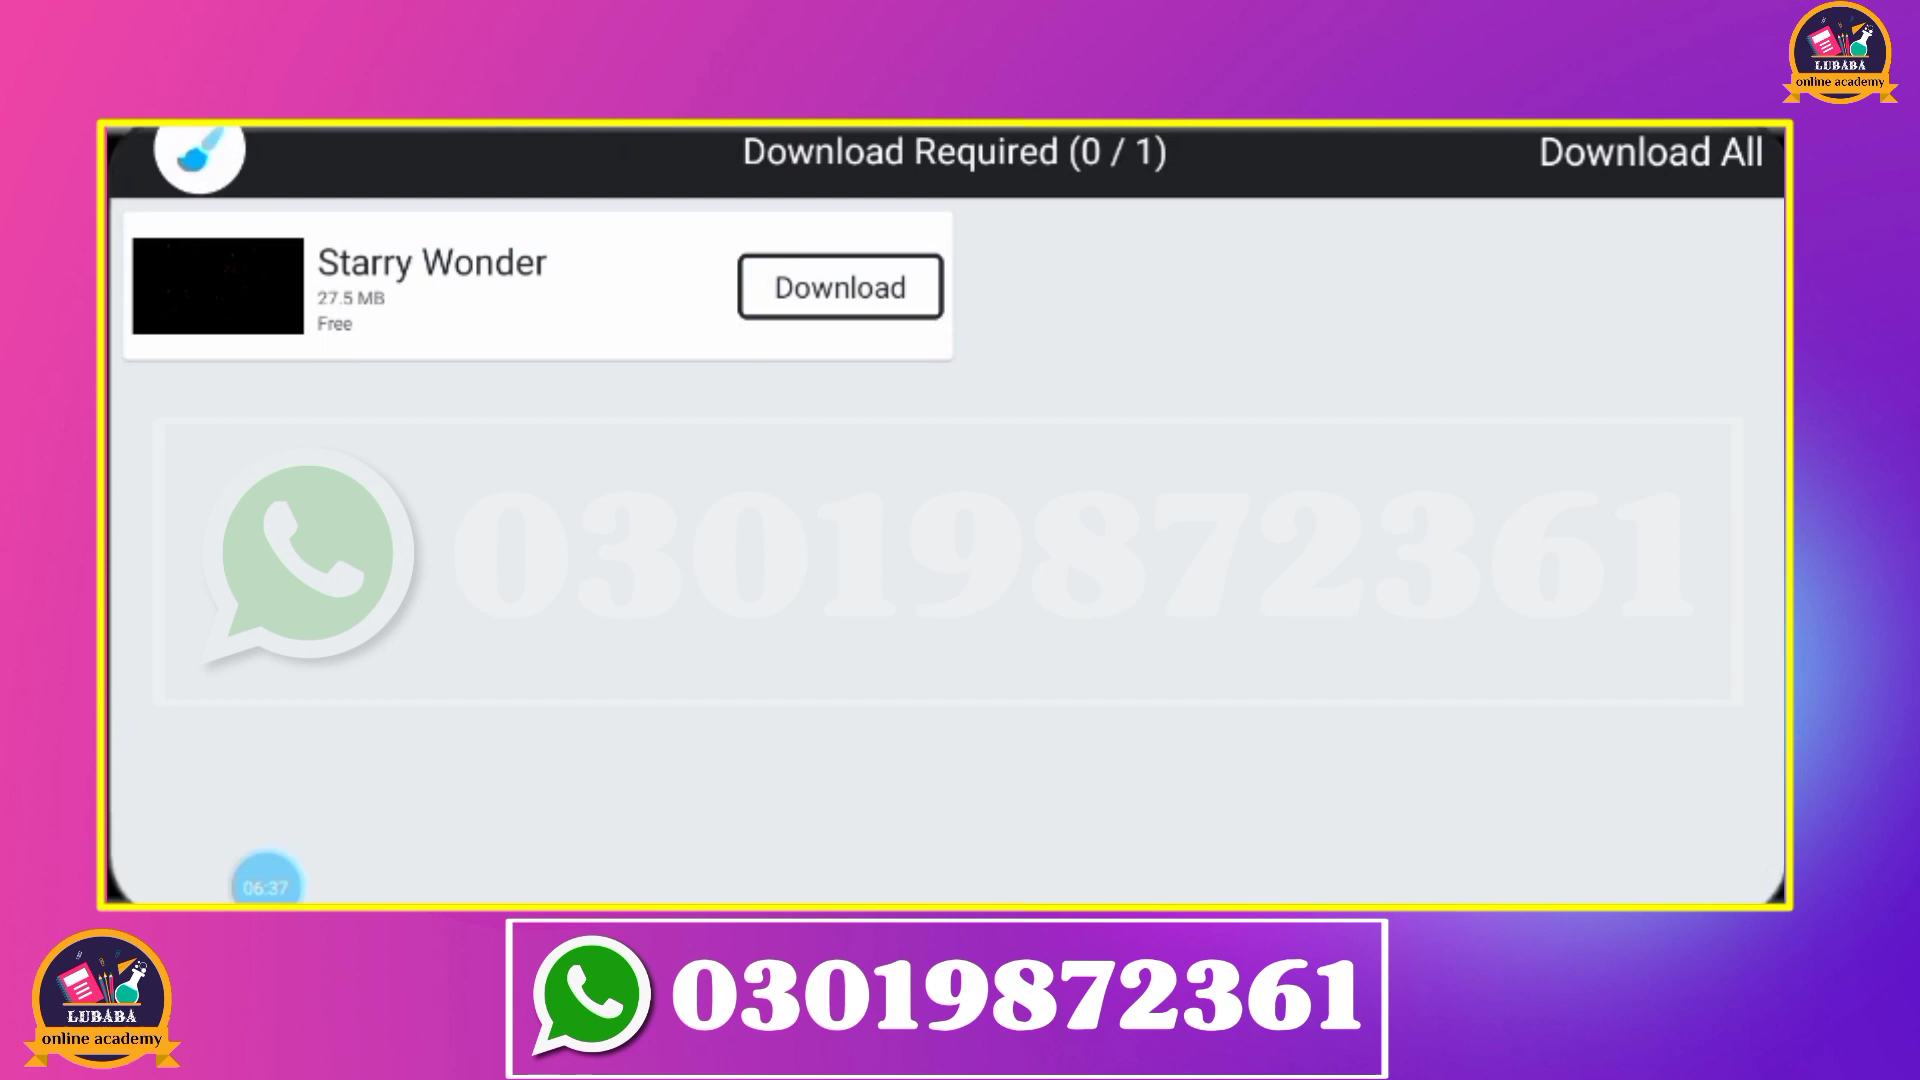 LUBABA
online academy
Download Required (0 / 1)
Download All
Starry Wonder
27.5 MB
Free
Download
03019872361
06:37
LUBABA
online academy
03019872361